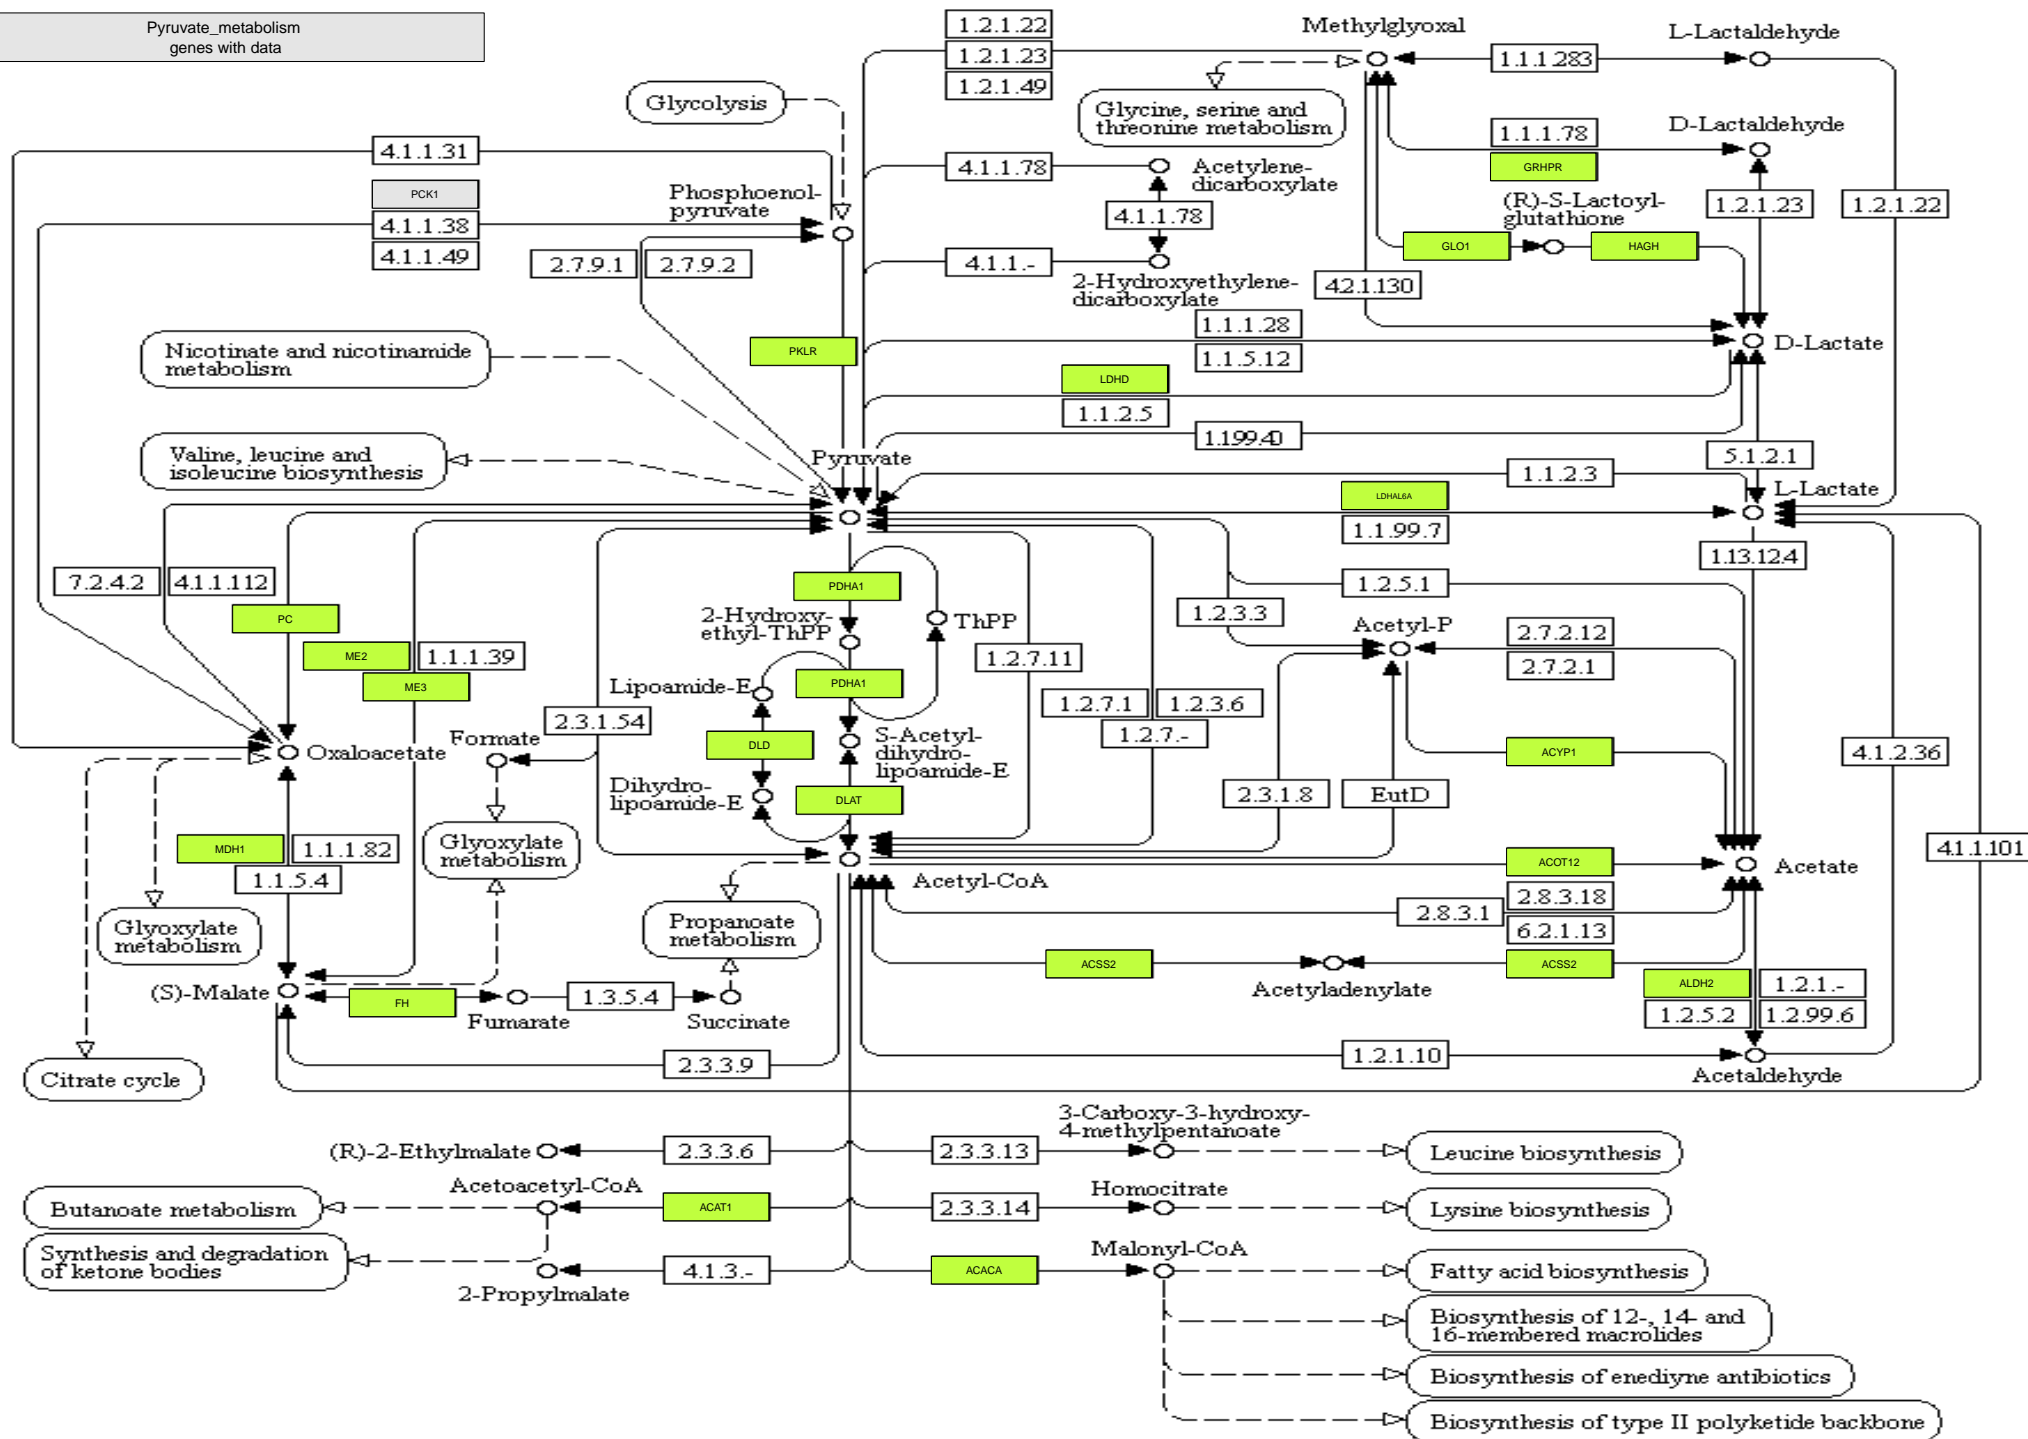 Pyruvate_metabolism
genes with data
1.2.1.22
1.2.1.23
1.2.1.49
Methylglyoxal
1.1.1.283
L-Lactaldehyde
Glycolysis
Glycine, serine and
threonine metabolism
1.1.1.78
GRHPR
D-Lactaldehyde
4.1.1.31
PCK1
4.1.1.38
4.1.1.49
Phosphoenol-
pyruvate
4.1.1.78
Acetylene-
dicarboxylate
4.1.1.78
(R)-S-Lactoyl-
glutathione
1.2.1.23
1.2.1.22
GLO1
HAGH
2.7.9.1
2.7.9.2
4.1.1.-
2-Hydroxyethylene-
dicarboxylate
4.2.1.130
1.1.1.28
1.1.5.12
D-Lactate
Nicotinate and nicotinamide
metabolism
PKLR
LDHD
1.1.2.5
1.1.99.40
Valine, leucine and
isoleucine biosynthesis
Pyruvate
5.1.2.1
1.1.2.3
LDHAL6A
1.1.99.7
L-Lactate
1.13.12.4
7.2.4.2
4.1.1.112
PC
PDHA1
1.2.5.1
1.2.3.3
2-Hydroxy-
ethyl-ThPP
ThPP
Acetyl-P
2.7.2.12
2.7.2.1
ME2
1.1.1.39
ME3
1.2.7.11
Lipoamide-E
PDHA1
2.3.1.54
1.2.7.1
1.2.3.6
1.2.7.-
Oxaloacetate
Formate
DLD
S-Acetyl-
dihydro-
lipoamide-E
ACYP1
4.1.2.36
Dihydro-
lipoamide-E
DLAT
2.3.1.8
EutD
MDH1
1.1.1.82
1.1.5.4
Glyoxylate
metabolism
4.1.1.101
Acetyl-CoA
ACOT12
Acetate
2.8.3.18
2.8.3.1
6.2.1.13
Glyoxylate
metabolism
Propanoate
metabolism
ACSS2
ACSS2
Acetyladenylate
(S)-Malate
FH
Fumarate
1.3.5.4
Succinate
ALDH2
1.2.1.-
1.2.5.2
1.2.99.6
Citrate cycle
2.3.3.9
1.2.1.10
Acetaldehyde
(R)-2-Ethylmalate
2.3.3.6
2.3.3.13
3-Carboxy-3-hydroxy-
4-methylpentanoate
Leucine biosynthesis
Butanoate metabolism
Acetoacetyl-CoA
ACAT1
2.3.3.14
Homocitrate
Lysine biosynthesis
Synthesis and degradation
of ketone bodies
2-Propylmalate
4.1.3.-
ACACA
Malonyl-CoA
Fatty acid biosynthesis
Biosynthesis of 12-, 14- and
16-membered macrolides
Biosynthesis of enediyne antibiotics
Biosynthesis of type II polyketide backbone